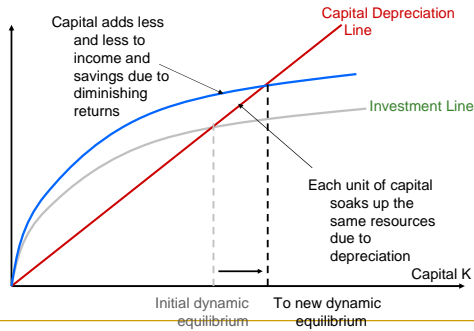 Capital adds less
and less to
income and
savings due to
diminishing
returns
Capital Depreciation
Line
Investment Line
Each unit of capital
soaks up the
same resources
due to
depreciation
Capital K
Initial dynamic
equilibrium
To new dynamic
equilibrium